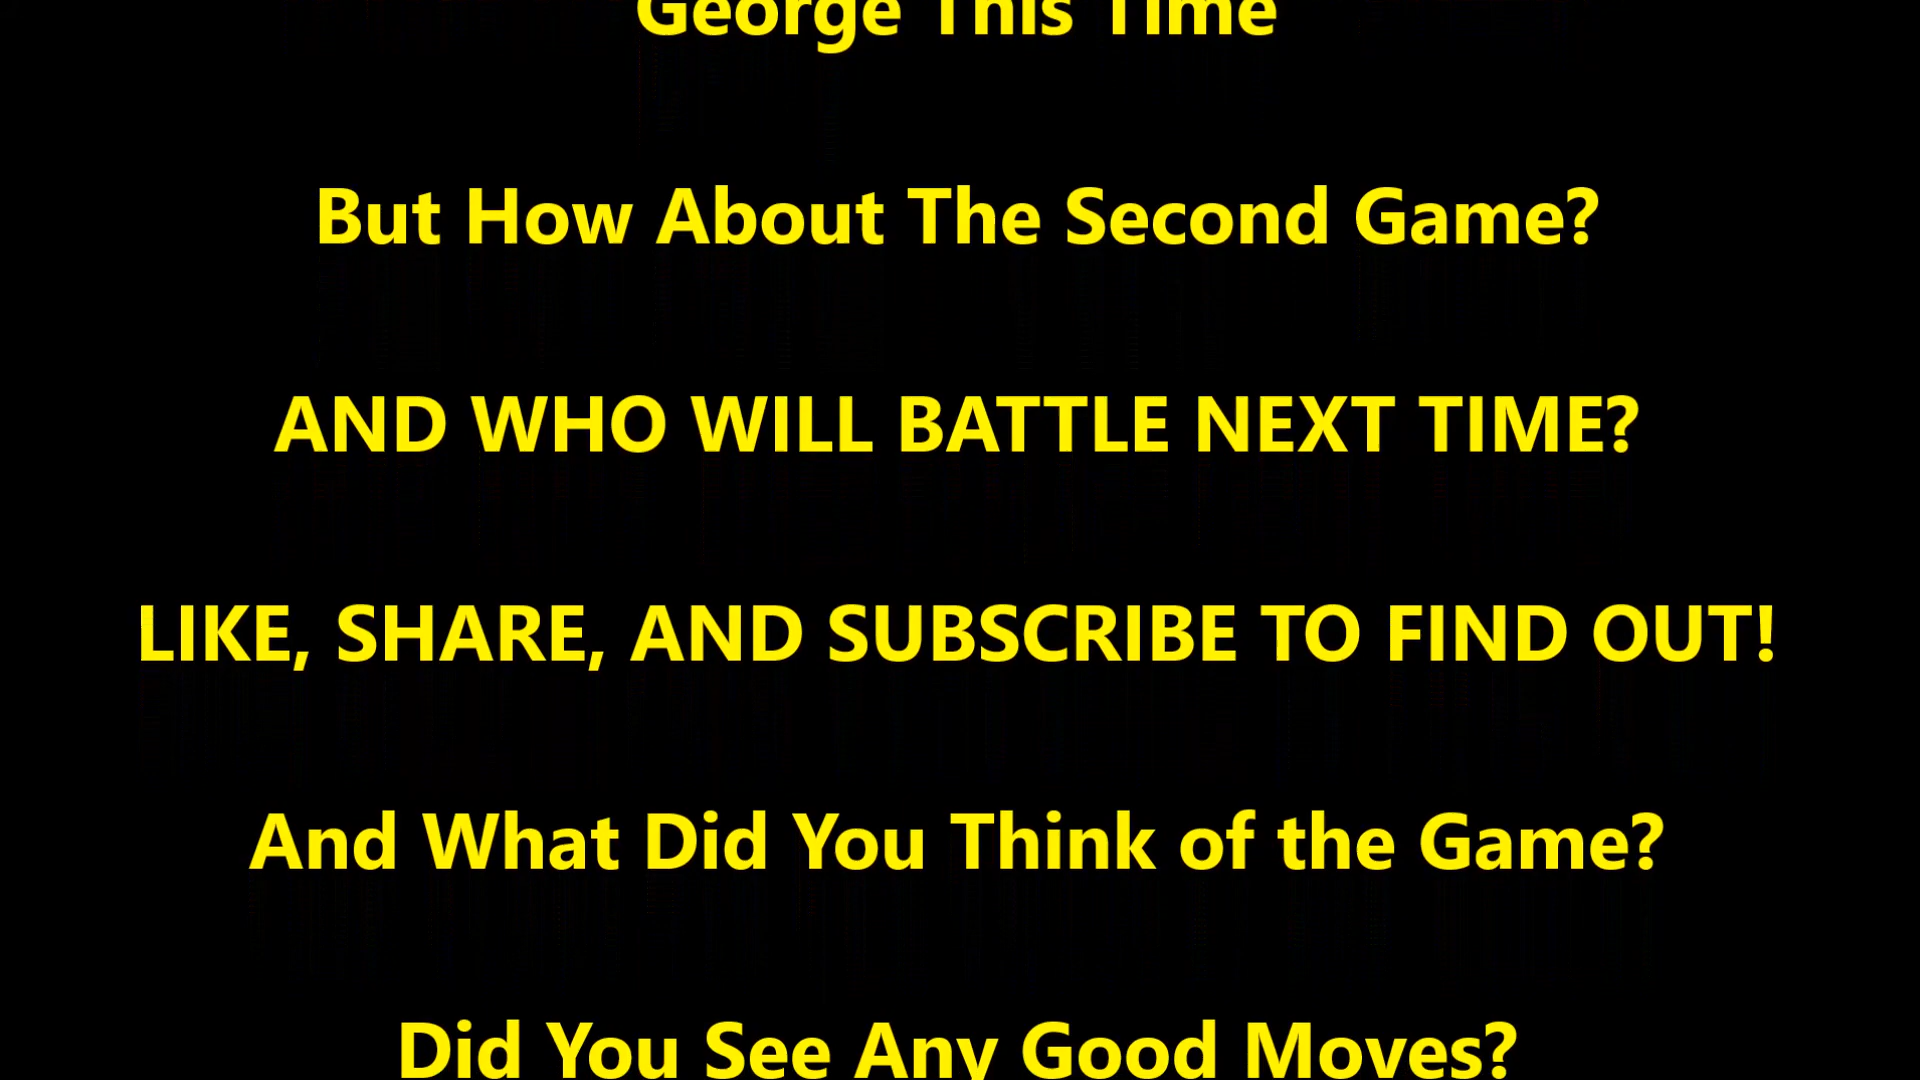 George This Time
But How About The Second Game?
AND WHO WILL BATTLE NEXT TIME?
LIKE, SHARE, AND SUBSCRIBE TO FIND OUT!
And What Did You Think of the Game?
Did You See Any Good Moves?